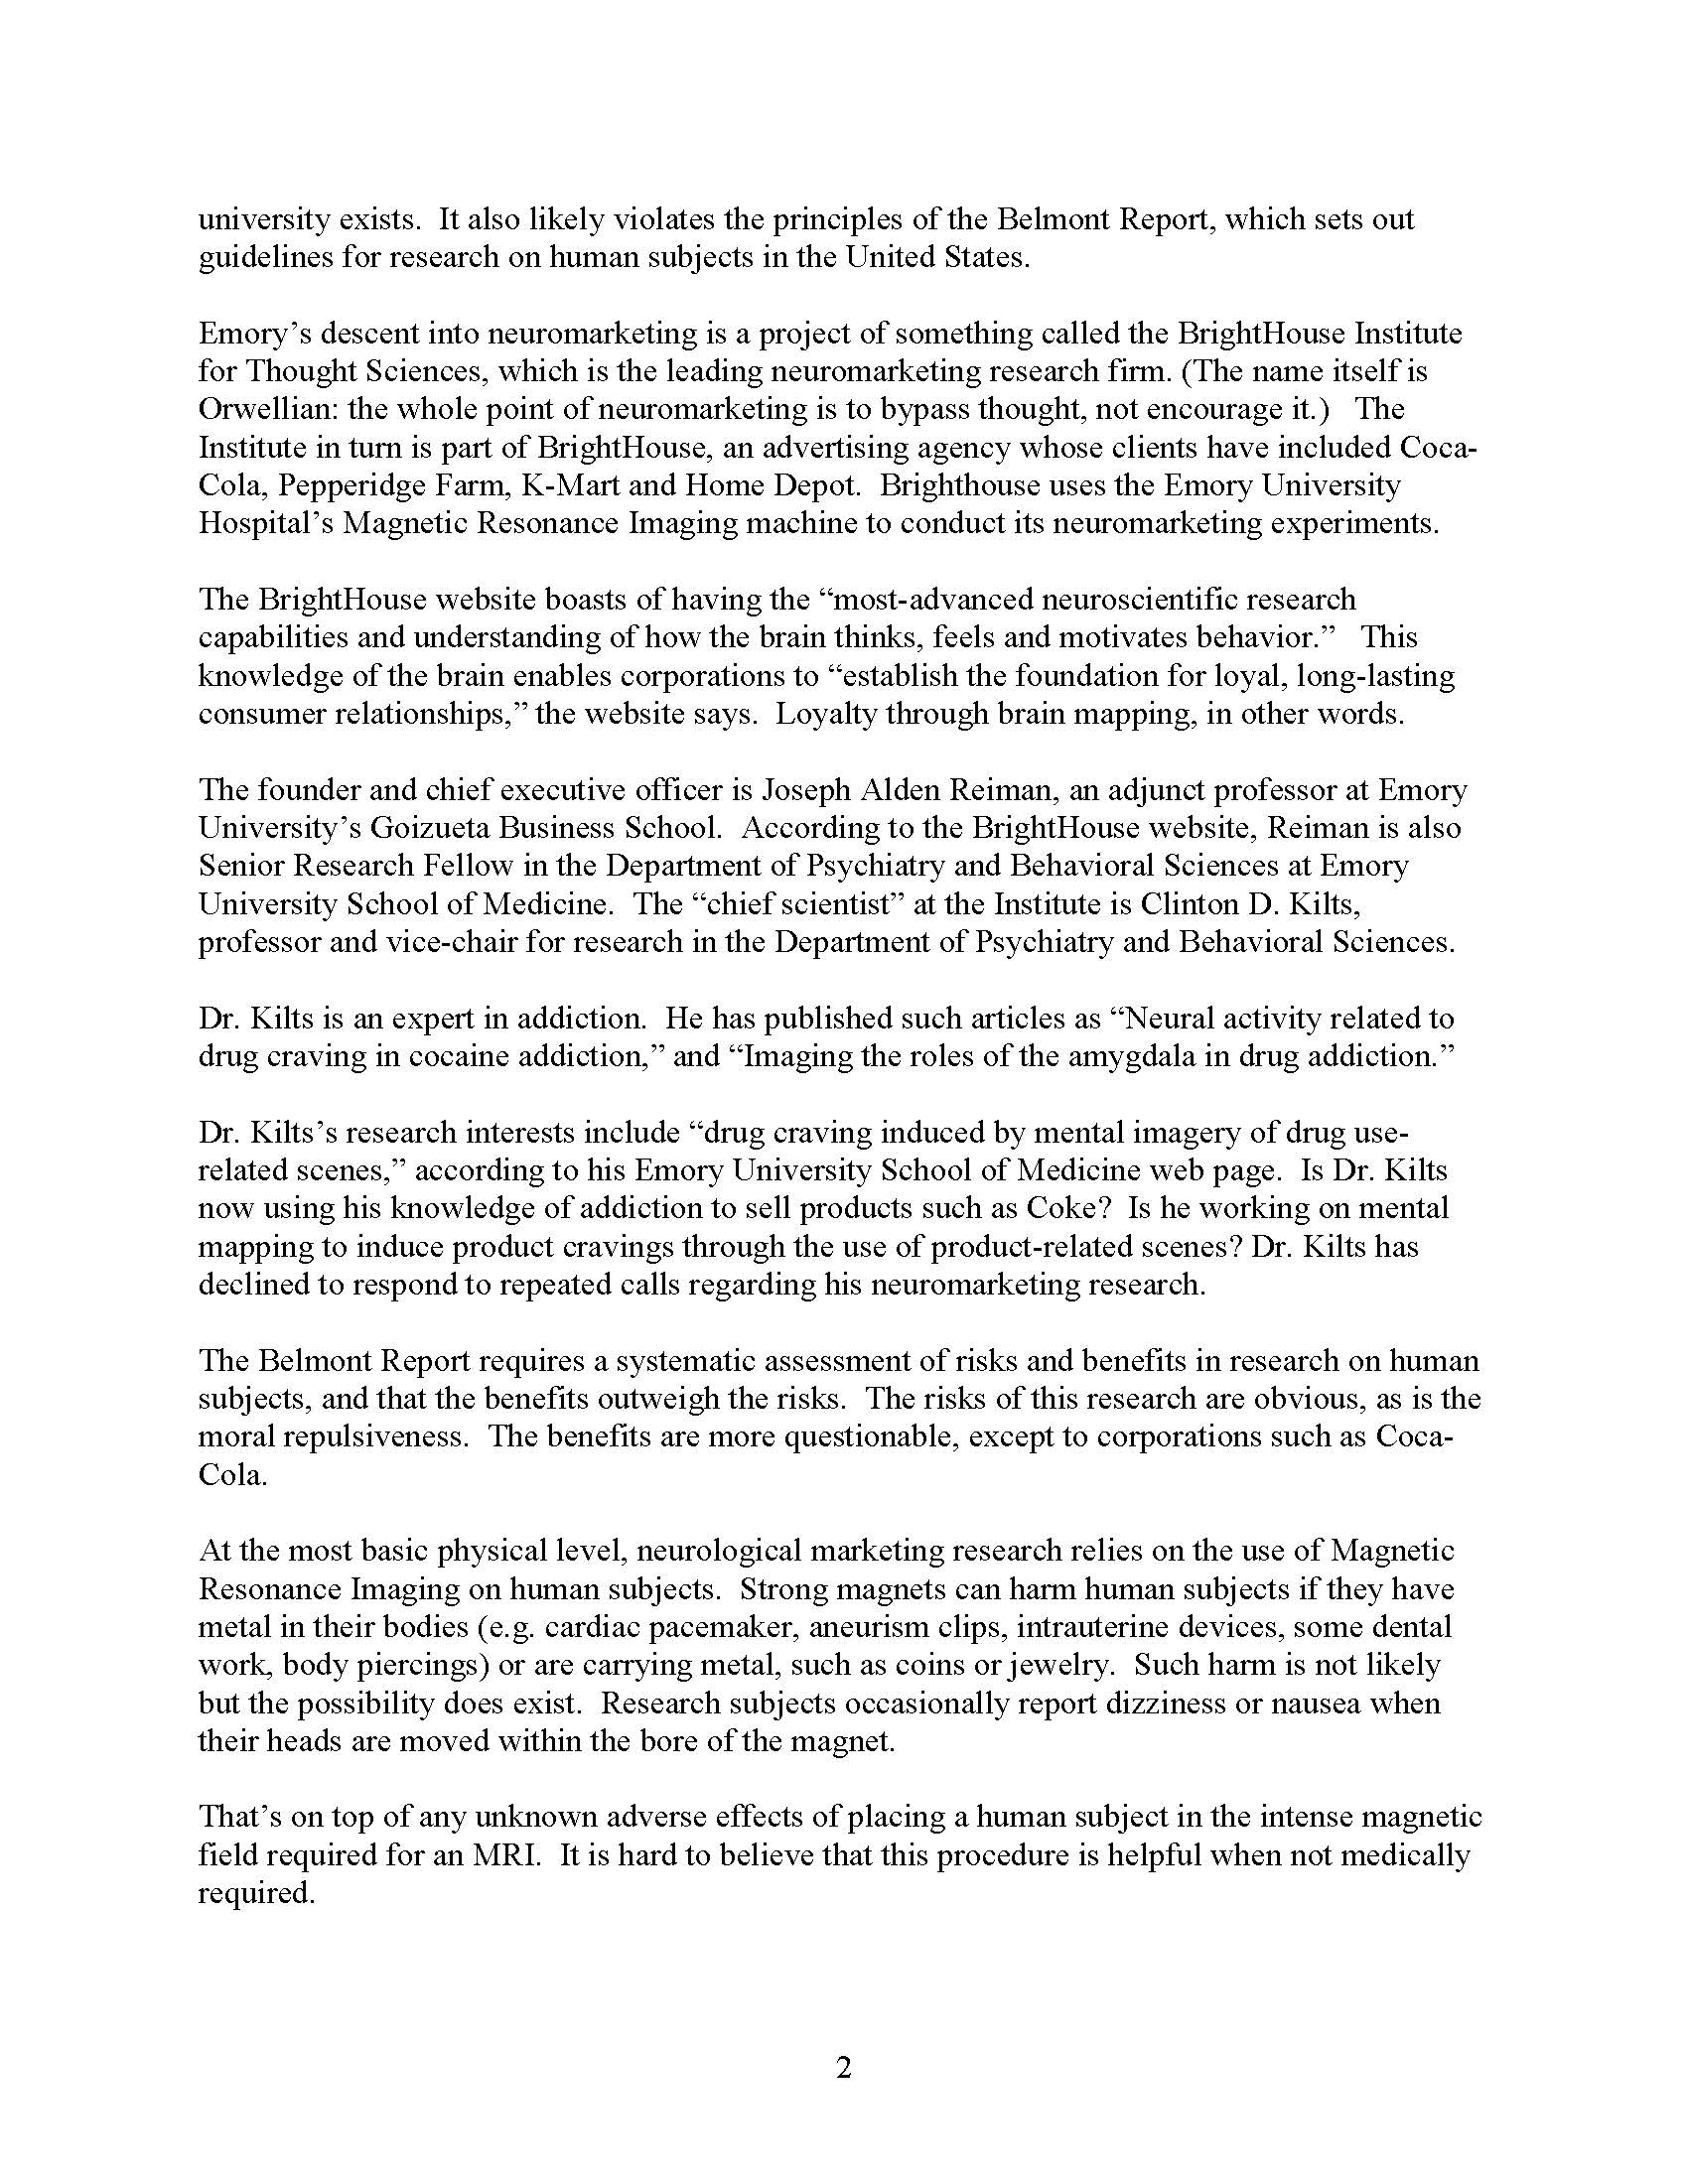 university exists.  It also likely violates the principles of the Belmont Report, which sets out
guidelines for research on human subjects in the United States.
Emory’s descent into neuromarketing is a project of something called the BrightHouse Institute
for Thought Sciences, which is the leading neuromarketing research firm. (The name itself is
Orwellian: the whole point of neuromarketing is to bypass thought, not encourage it.)   The
Institute in turn is part of BrightHouse, an advertising agency whose clients have included Coca-
Cola, Pepperidge Farm, K-Mart and Home Depot.  Brighthouse uses the Emory University
Hospital’s Magnetic Resonance Imaging machine to conduct its neuromarketing experiments.
The BrightHouse website boasts of having the “most-advanced neuroscientific research
capabilities and understanding of how the brain thinks, feels and motivates behavior.”   This
knowledge of the brain enables corporations to “establish the foundation for loyal, long-lasting
consumer relationships,” the website says.  Loyalty through brain mapping, in other words.
The founder and chief executive officer is Joseph Alden Reiman, an adjunct professor at Emory
University’s Goizueta Business School.  According to the BrightHouse website, Reiman is also
Senior Research Fellow in the Department of Psychiatry and Behavioral Sciences at Emory
University School of Medicine.  The “chief scientist” at the Institute is Clinton D. Kilts,
professor and vice-chair for research in the Department of Psychiatry and Behavioral Sciences.
Dr. Kilts is an expert in addiction.  He has published such articles as “Neural activity related to
drug craving in cocaine addiction,” and “Imaging the roles of the amygdala in drug addiction.”
Dr. Kilts’s research interests include “drug craving induced by mental imagery of drug use-
related scenes,” according to his Emory University School of Medicine web page.  Is Dr. Kilts
now using his knowledge of addiction to sell products such as Coke?  Is he working on mental
mapping to induce product cravings through the use of product-related scenes? Dr. Kilts has
declined to respond to repeated calls regarding his neuromarketing research.
The Belmont Report requires a systematic assessment of risks and benefits in research on human
subjects, and that the benefits outweigh the risks.  The risks of this research are obvious, as is the
moral repulsiveness.  The benefits are more questionable, except to corporations such as Coca-
Cola.
At the most basic physical level, neurological marketing research relies on the use of Magnetic
Resonance Imaging on human subjects.  Strong magnets can harm human subjects if they have
metal in their bodies (e.g. cardiac pacemaker, aneurism clips, intrauterine devices, some dental
work, body piercings) or are carrying metal, such as coins or jewelry.  Such harm is not likely
but the possibility does exist.  Research subjects occasionally report dizziness or nausea when
their heads are moved within the bore of the magnet.
That’s on top of any unknown adverse effects of placing a human subject in the intense magnetic
field required for an MRI.  It is hard to believe that this procedure is helpful when not medically
required.
2